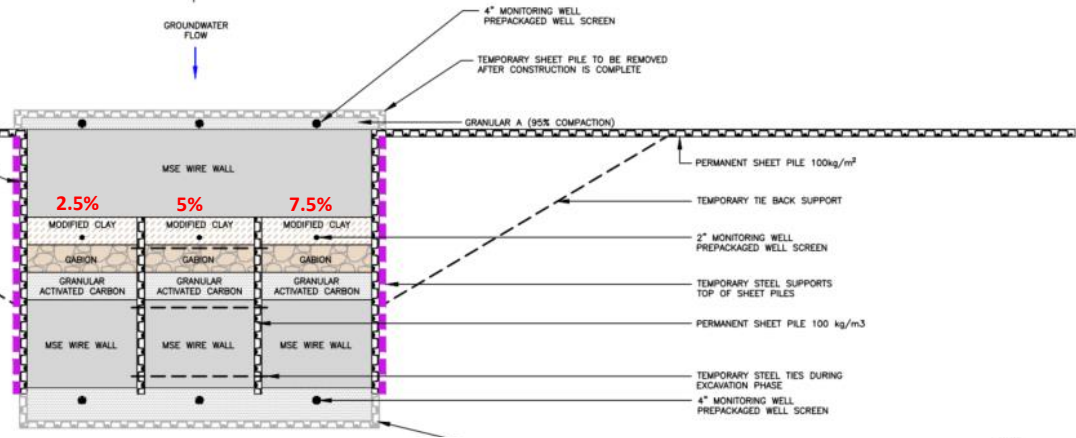 4" MONITORING WELL
PREPACKAGED WELL SCREEN
GROUNDWATER
FLOW
TEMPORARY SHEET PILE TO BE REMOVED
AFTER CONSTRUCTION IS COMPLETE
GRANULAR A (95% COMPACTION)
PERMANENT SHEET PILE 100kg/m²
MSE WIRE WALL
TEMPORARY TIE BACK SUPPORT
2.5% 5% 7.5%
MODIFIED CLAY MODIFIED CLAY MODIFIED CLAY
2" MONITORING WELL
PREPACKAGED WELL SCREEN
GABION GABION GABION
GRANULAR GRANULAR GRANULAR
ACTIVATED CARBON ACTIVATED CARBON ACTIVATED CARBON
TEMPORARY STEEL SUPPORTS
TOP OF SHEET PILES
PERMANENT SHEET PILE 100 kg/m3
MSE WIRE WALL MSE WIRE WALL MSE WIRE WALL
TEMPORARY STEEL TIES DURING
EXCAVATION PHASE
4" MONITORING WELL
PREPACKAGED WELL SCREEN